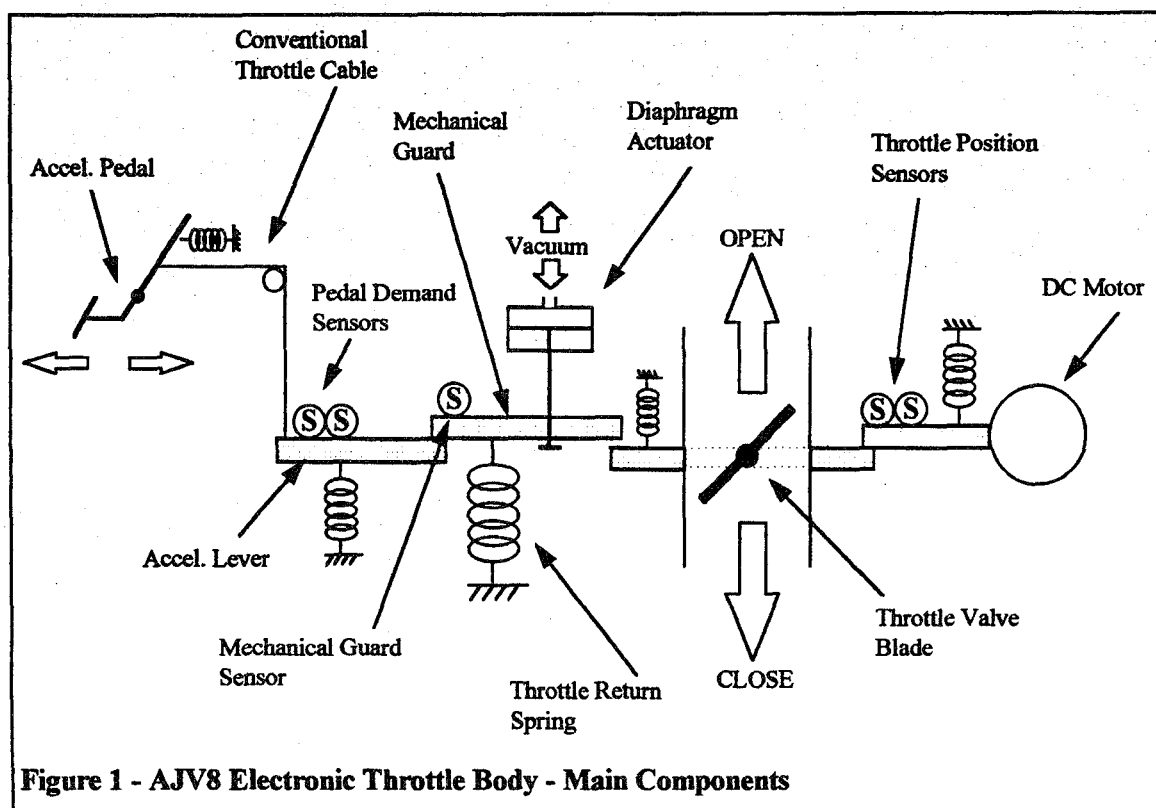 Conventional
Throttle Cable
Mechanical
Guard
Diaphragm
Actuator
Throttle Position
Sensors
Accel. Pedal
Vacuum
OPEN
DC Motor
Pedal Demand
Sensors
S S
S
S S
Accel. Lever
Mechanical Guard
Sensor
Throttle Return
Spring
CLOSE
Throttle Valve
Blade
Figure 1 - AJV8 Electronic Throttle Body - Main Components